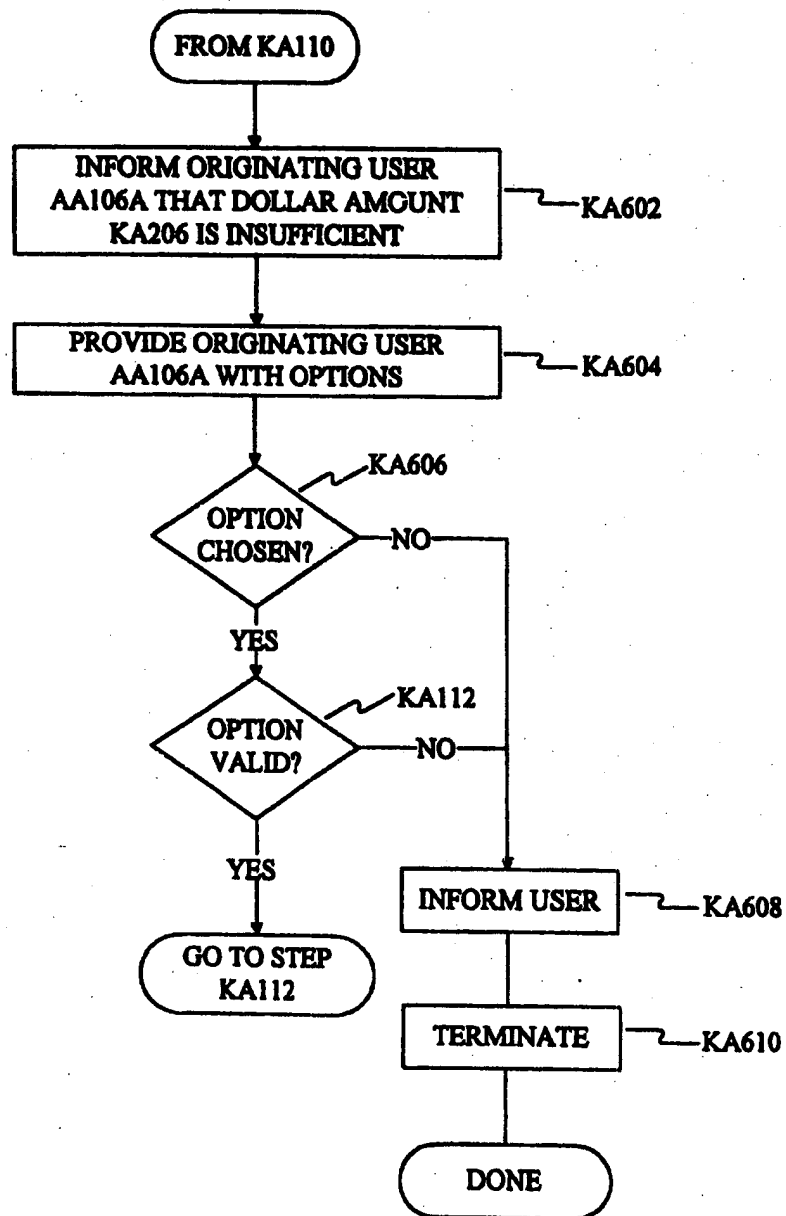 FROM KA110
INFORM ORIGINATING USER
AA106A THAT DOLLAR AMOUNT
KA206 IS INSUFFICIENT
KA602
PROVIDE ORIGINATING USER
AA106A WITH OPTIONS
KA604
KA606
OPTION
CHOSEN?
NO
YES
KA112
OPTION
VALID?
NO
YES
INFORM USER
KA608
GO TO STEP
KA112
TERMINATE
KA610
DONE